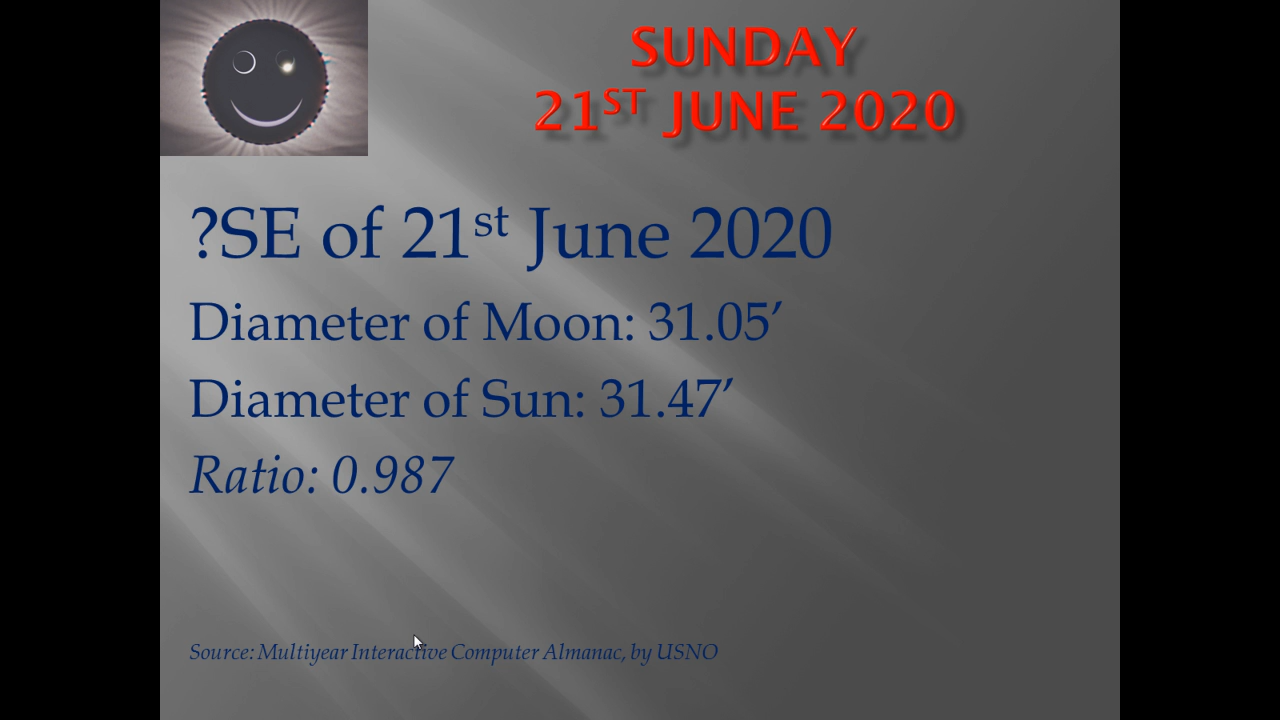 SUNDAY
21ST JUNE 2020
?SE of 21st June 2020
Diameter of Moon: 31.05’
Diameter of Sun: 31.47’
Ratio: 0.987
Source: Multiyear Interactive Computer Almanac, by USNO